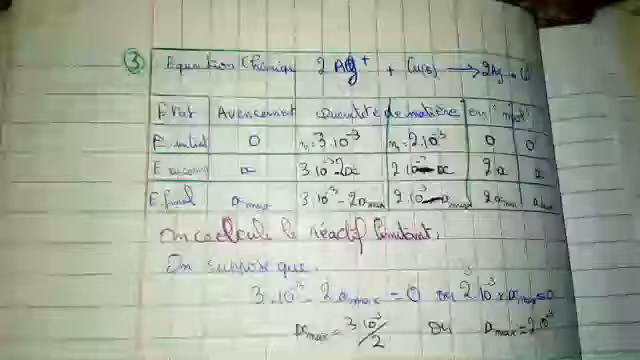 ③ Equation Chimique 2 Ag⁺ + Cu(s) → 2Ag +
Etat Avancement Quantité de matière en "mol"
E. initial 0 n₁=3.10⁻³ n₂=2.10⁻³ 0 0
E x 3.10⁻³-2x 2.10⁻³-x 2x x
E. final xmax 3.10⁻³-2xmax 2.10⁻³-xmax 2xmax xmax
On calcule le réactif limitant.
On suppose que.
3.10⁻³-2xmax=0 ou 2.10⁻³-xmax=0
xmax=3.10⁻³/2 ou xmax=2.10⁻³